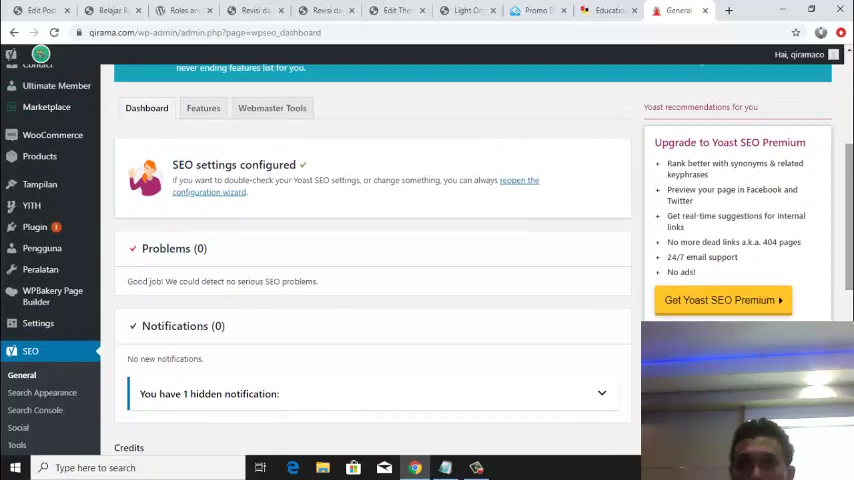 Edit Post
Belajar B
Roles an
Revisi da
Revisi da
Edit The
Light Or
Promo D
Educatio
General
qirama.com/wp-admin/admin.php?page=wpseo_dashboard
Hai, qiramaco
Contact
Ultimate Member
Marketplace
WooCommerce
Products
Tampilan
YITH
Plugin 3
Pengguna
Peralatan
WPBakery Page
Builder
Settings
SEO
General
Search Appearance
Search Console
Social
Tools
never ending features list for you.
Dashboard
Features
Webmaster Tools
SEO settings configured
If you want to double-check your Yoast SEO settings, or change something, you can always reopen the
configuration wizard.
Problems (0)
Good job! We could detect no serious SEO problems.
Notifications (0)
No new notifications.
You have 1 hidden notification:
Credits
Yoast recommendations for you
Upgrade to Yoast SEO Premium
+ Rank better with synonyms & related
keyphrases
+ Preview your page in Facebook and
Twitter
+ Get real-time suggestions for internal
links
+ No more dead links a.k.a. 404 pages
+ 24/7 email support
+ No ads!
Get Yoast SEO Premium
Type here to search